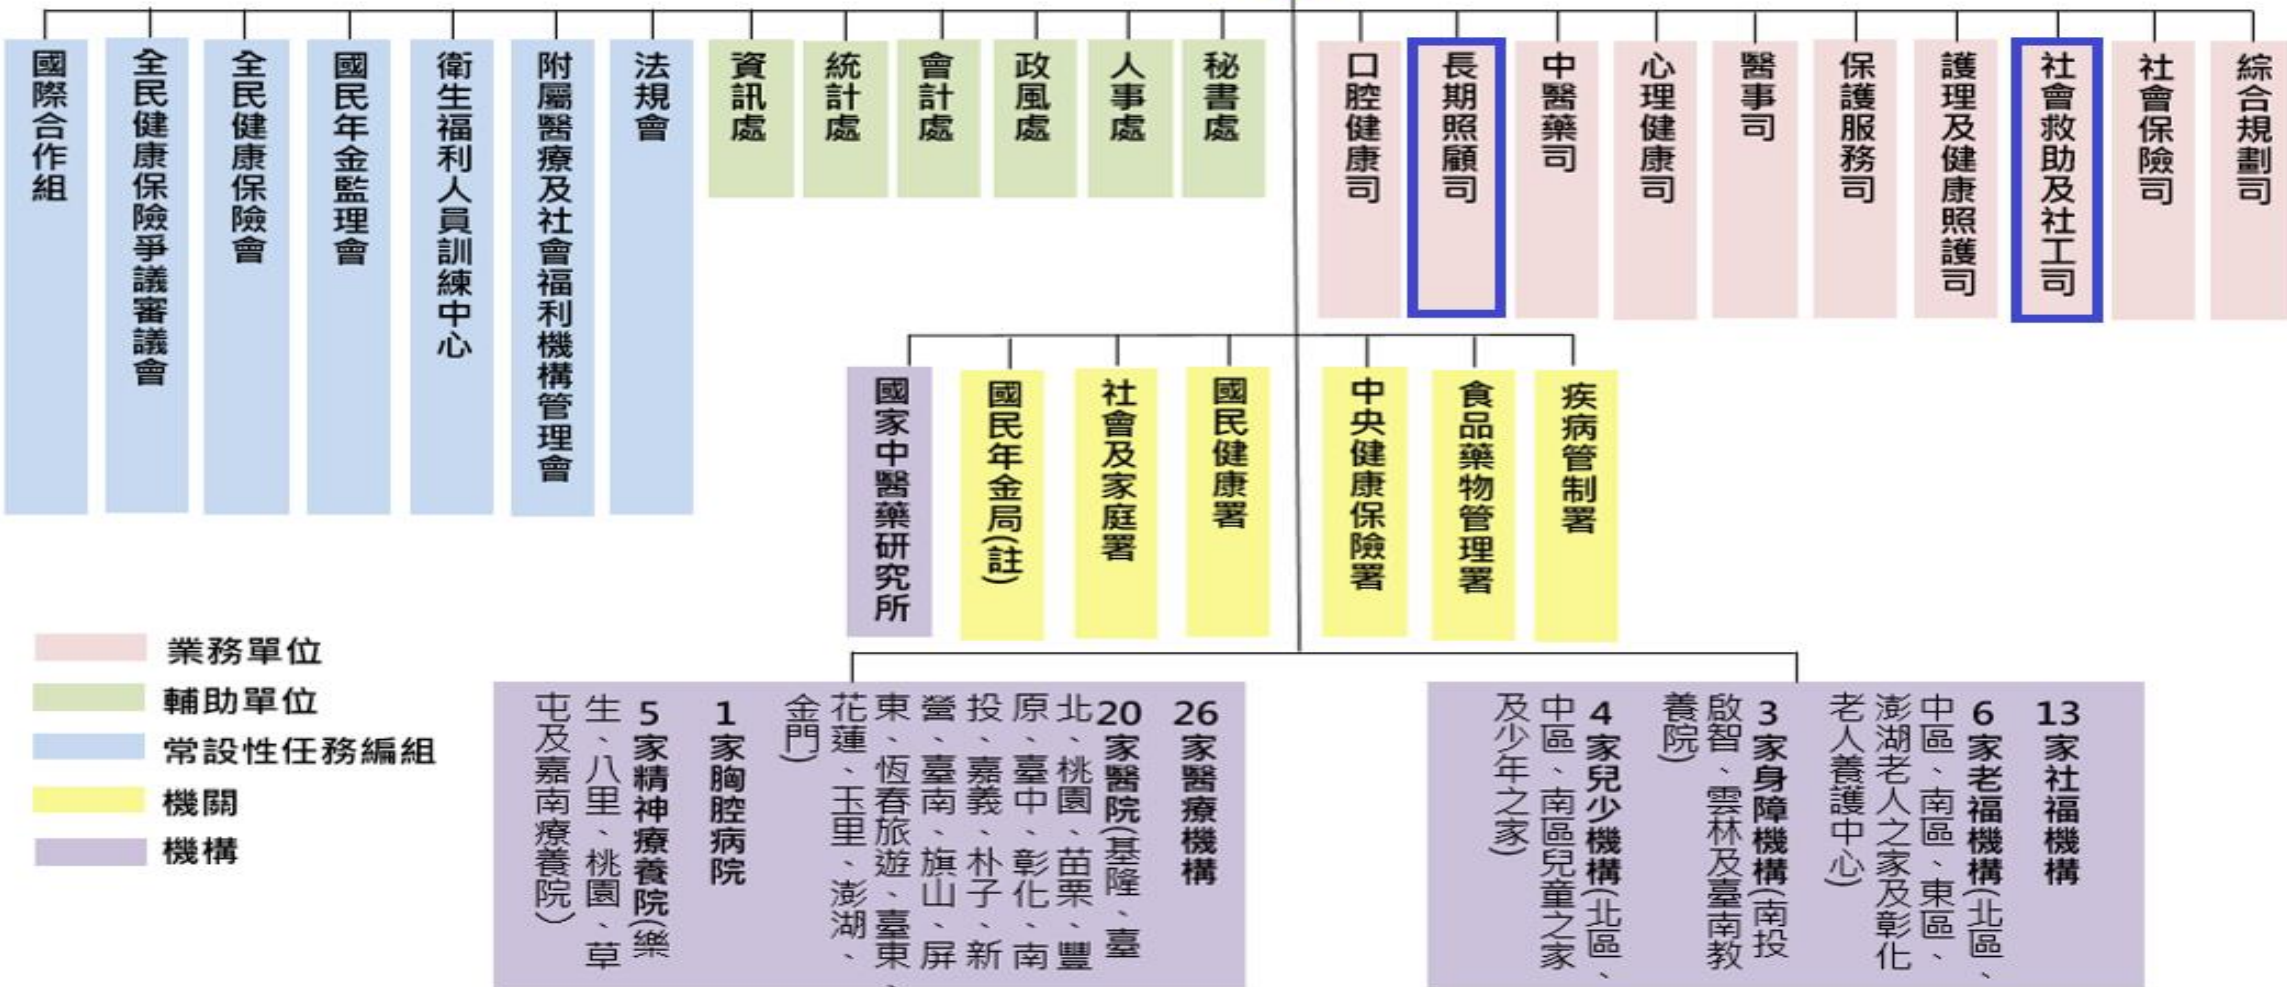 國際合作組
全民健康保險爭議審議會
全民健康保險會
國民年金監理會
衛生福利人員訓練中心
附屬醫療及社會福利機構管理會
法規會
資訊處
統計處
會計處
政風處
人事處
秘書處
口腔健康司
長期照顧司
中醫藥司
心理健康司
醫事司
保護服務司
護理及健康照護司
社會救助及社工司
社會保險司
綜合規劃司
國家中醫藥研究所
國民年金局(註)
社會及家庭署
國民健康署
中央健康保險署
食品藥物管理署
疾病管制署
業務單位
輔助單位
常設性任務編組
機關
機構
26家醫療機構
20家醫院(基隆、臺
北、桃園、苗栗、豐
原、臺中、彰化、南
投、嘉義、朴子、新
營、臺南、旗山、屏
東、恆春旅遊、臺東、
花蓮、玉里、澎湖、
金門)
1家胸腔病院
5家精神療養院(樂
生、八里、桃園、草
屯及嘉南療養院)
13家社福機構
6家老福機構(北區、
中區、南區、東區、
澎湖老人之家及彰化
老人養護中心)
3家身障機構(南投
啟智、雲林及臺南教
養院)
4家兒少機構(北區、
中區、南區兒童之家
及少年之家)